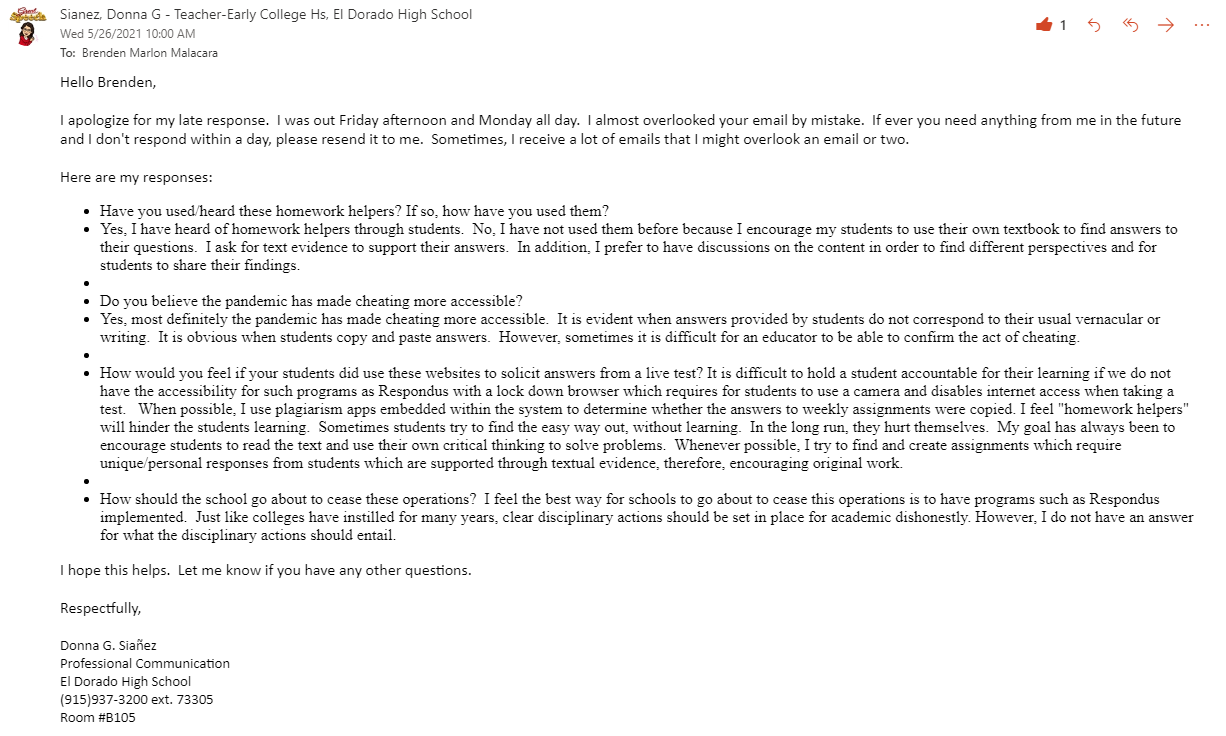 Sianez, Donna G - Teacher-Early College Hs, El Dorado High School
Wed 5/26/2021 10:00 AM
To: Brenden Marlon Malacara
1
Hello Brenden,
I apologize for my late response. I was out Friday afternoon and Monday all day. I almost overlooked your email by mistake. If ever you need anything from me in the future
and I don't respond within a day, please resend it to me. Sometimes, I receive a lot of emails that I might overlook an email or two.
Here are my responses:
• Have you used/heard these homework helpers? If so, how have you used them?
• Yes, I have heard of homework helpers through students. No, I have not used them before because I encourage my students to use their own textbook to find answers to
their questions. I ask for text evidence to support their answers. In addition, I prefer to have discussions on the content in order to find different perspectives and for
students to share their findings.
•
• Do you believe the pandemic has made cheating more accessible?
• Yes, most definitely the pandemic has made cheating more accessible. It is evident when answers provided by students do not correspond to their usual vernacular or
writing. It is obvious when students copy and paste answers. However, sometimes it is difficult for an educator to be able to confirm the act of cheating.
•
• How would you feel if your students did use these websites to solicit answers from a live test? It is difficult to hold a student accountable for their learning if we do not
have the accessibility for such programs as Respondus with a lock down browser which requires for students to use a camera and disables internet access when taking a
test. When possible, I use plagiarism apps embedded within the system to determine whether the answers to weekly assignments were copied. I feel "homework helpers"
will hinder the students learning. Sometimes students try to find the easy way out, without learning. In the long run, they hurt themselves. My goal has always been to
encourage students to read the text and use their own critical thinking to solve problems. Whenever possible, I try to find and create assignments which require
unique/personal responses from students which are supported through textual evidence, therefore, encouraging original work.
•
• How should the school go about to cease these operations? I feel the best way for schools to go about to cease this operations is to have programs such as Respondus
implemented. Just like colleges have instilled for many years, clear disciplinary actions should be set in place for academic dishonestly. However, I do not have an answer
for what the disciplinary actions should entail.
I hope this helps. Let me know if you have any other questions.
Respectfully,
Donna G. Siañez
Professional Communication
El Dorado High School
(915)937-3200 ext. 73305
Room #B105